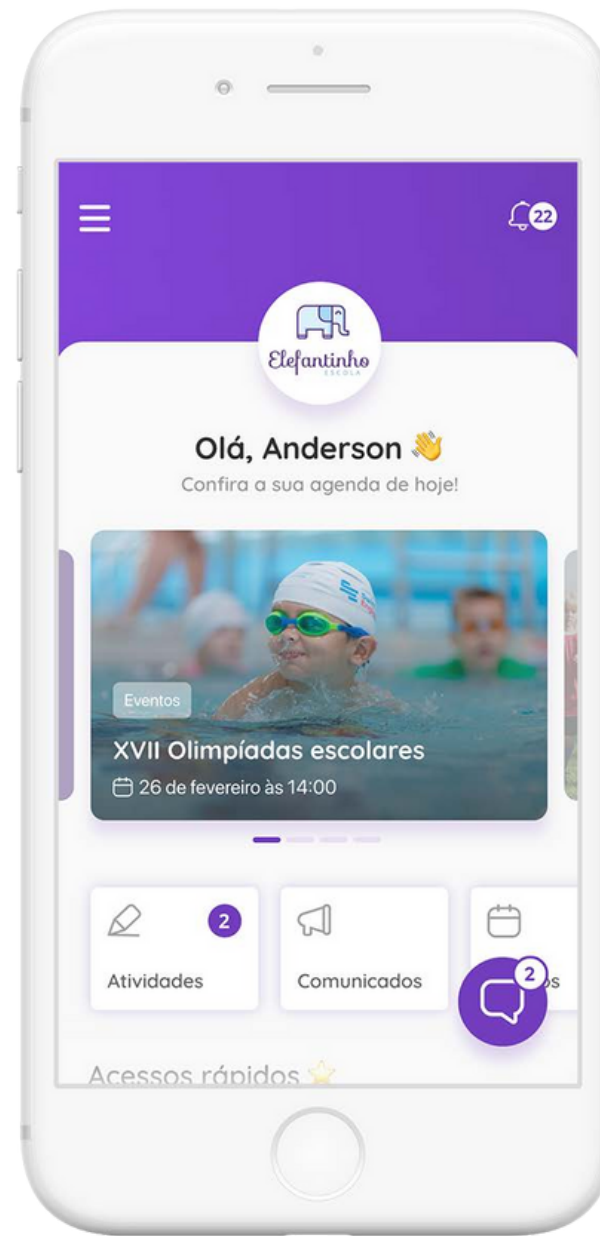 22
Elefantinho
ESCOLA
Olá, Anderson 👋
Confira a sua agenda de hoje!
Eventos
XVII Olimpíadas escolares
26 de fevereiro às 14:00
2
2
Atividades
Comunicados
Acessos rápidos ⭐